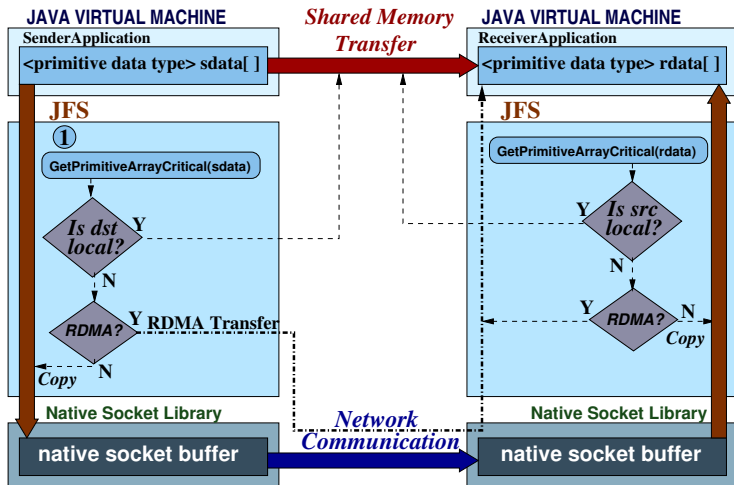 JAVA VIRTUAL MACHINE
SenderApplication
<primitive data type> sdata[ ]
Shared Memory
Transfer
JAVA VIRTUAL MACHINE
ReceiverApplication
<primitive data type> rdata[ ]
JFS
1
GetPrimitiveArrayCritical(sdata)
Is dst
local?
Y
N
RDMA?
Y
RDMA Transfer
N
Copy
JFS
GetPrimitiveArrayCritical(rdata)
Y
Is src
local?
N
Y
RDMA?
N
Copy
Native Socket Library
native socket buffer
Network
Communication
Native Socket Library
native socket buffer